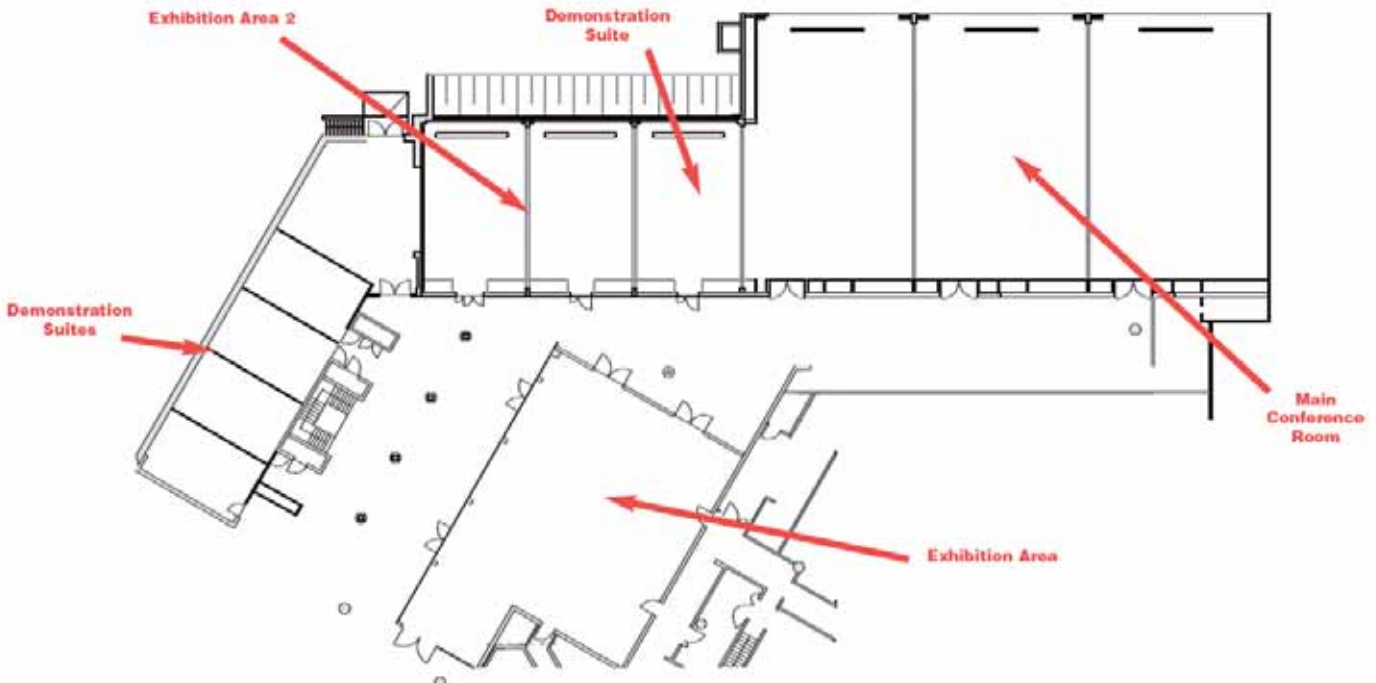 Exhibition Area 2
Demonstration
Suite
Demonstration
Suites
Main
Conference
Room
Exhibition Area